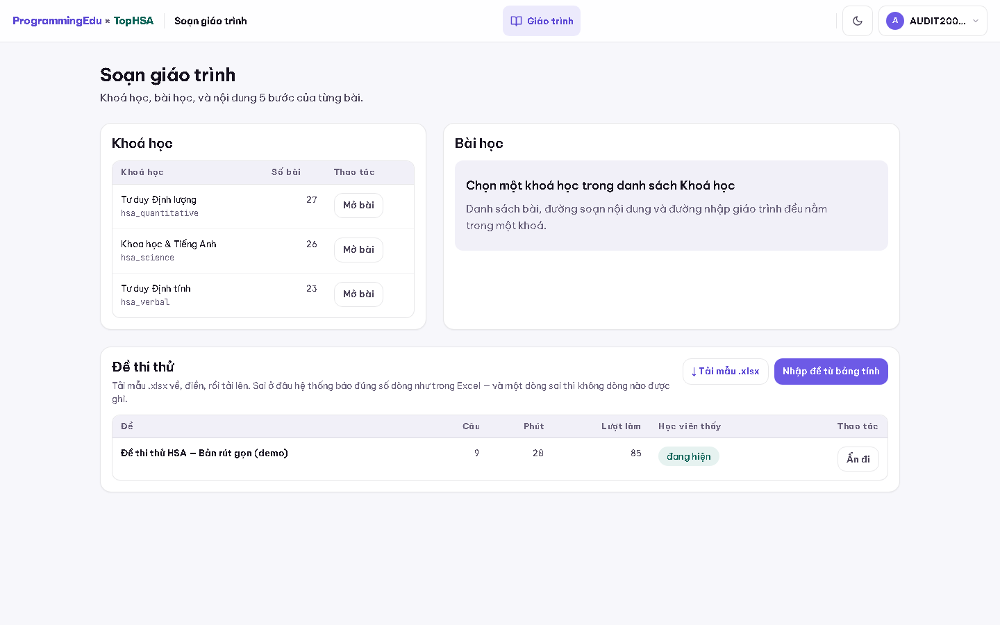 ProgrammingEdu × TopHSA
Soạn giáo trình
Giáo trình
A
AUDIT200...
Soạn giáo trình
Khoá học, bài học, và nội dung 5 bước của từng bài.
Khoá học
Khoá học Số bài Thao tác
Tư duy Định lượng 27 Mở bài
hsa_quantitative
Khoa học & Tiếng Anh 26 Mở bài
hsa_science
Tư duy Định tính 23 Mở bài
hsa_verbal
Bài học
Chọn một khoá học trong danh sách Khoá học
Danh sách bài, đường soạn nội dung và đường nhập giáo trình đều nằm
trong một khoá.
Đề thi thử
Tải mẫu .xlsx về, điền, rồi tải lên. Sai ở đâu hệ thống báo đúng số dòng như trong Excel — và một dòng sai thì không dòng nào được
ghi.
↓ Tải mẫu .xlsx
Nhập đề từ bảng tính
Đề Câu Phút Lượt làm Học viên thấy Thao tác
Đề thi thử HSA — Bản rút gọn (demo) 9 20 85 đang hiện Ẩn đi